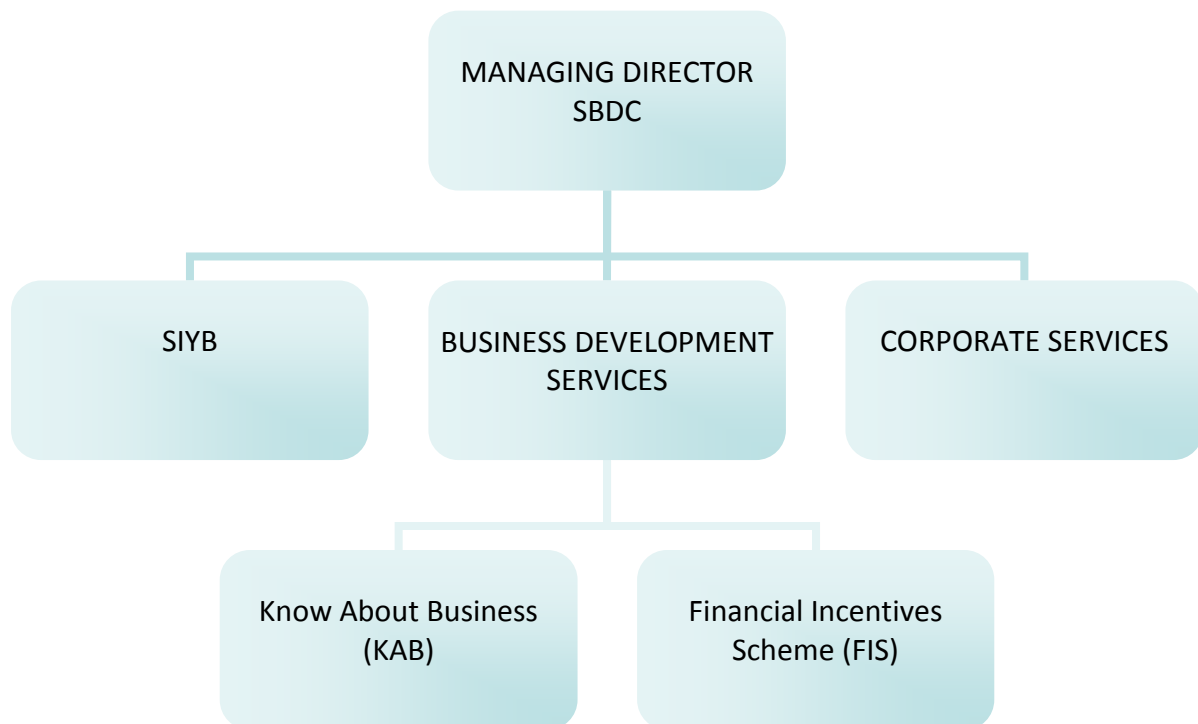 MANAGING DIRECTOR
SBDC
SIYB
BUSINESS DEVELOPMENT
SERVICES
CORPORATE SERVICES
Know About Business
(KAB)
Financial Incentives
Scheme (FIS)